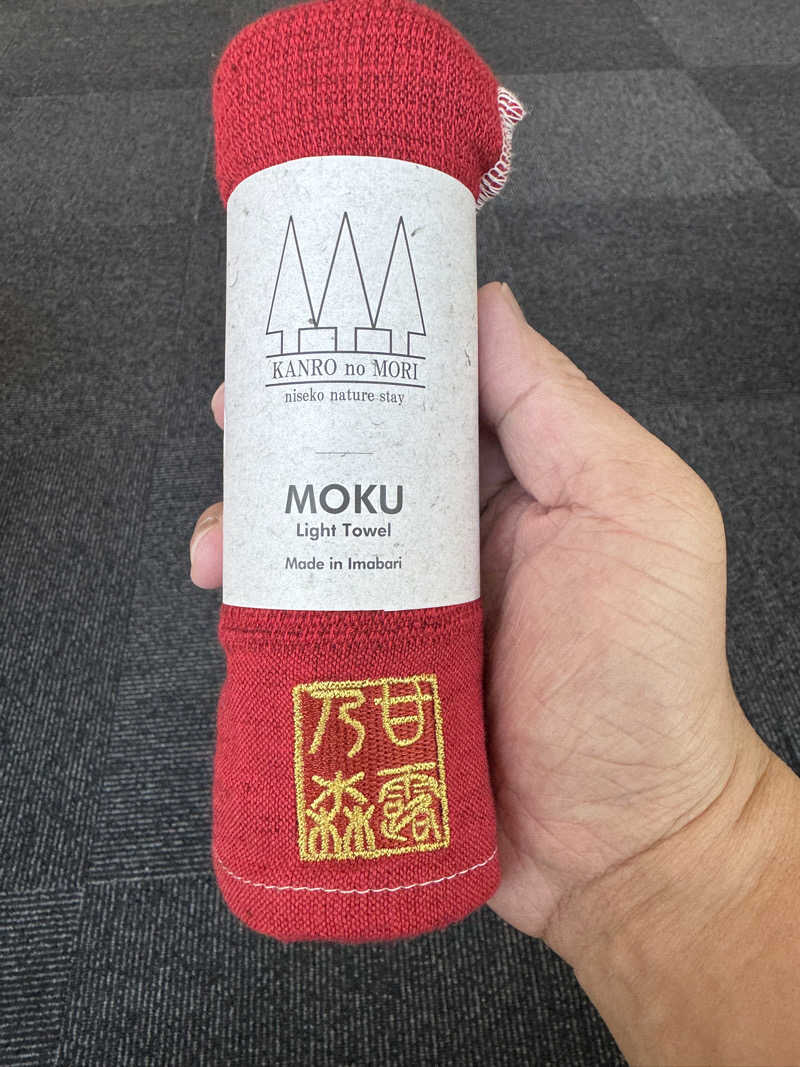 KANRO no MORI
niseko nature stay
MOKU
Light Towel
Made in Imabari
甘露
乃森